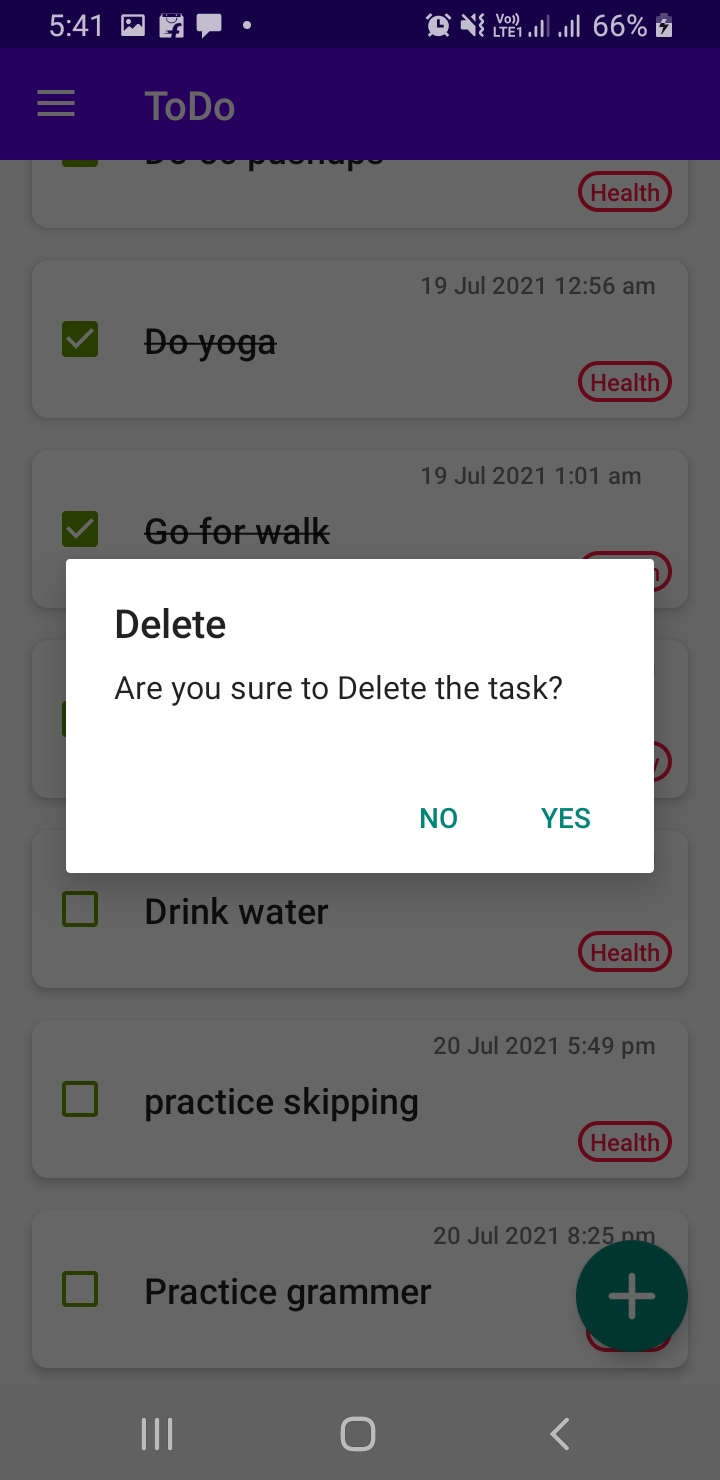 5:41
Vo)) LTE1 66%
ToDo
Health
19 Jul 2021 12:56 am
Do yoga
Health
19 Jul 2021 1:01 am
Go for walk
Delete
Are you sure to Delete the task?
NO YES
Drink water
Health
20 Jul 2021 5:49 pm
practice skipping
Health
20 Jul 2021 8:25 pm
Practice grammer